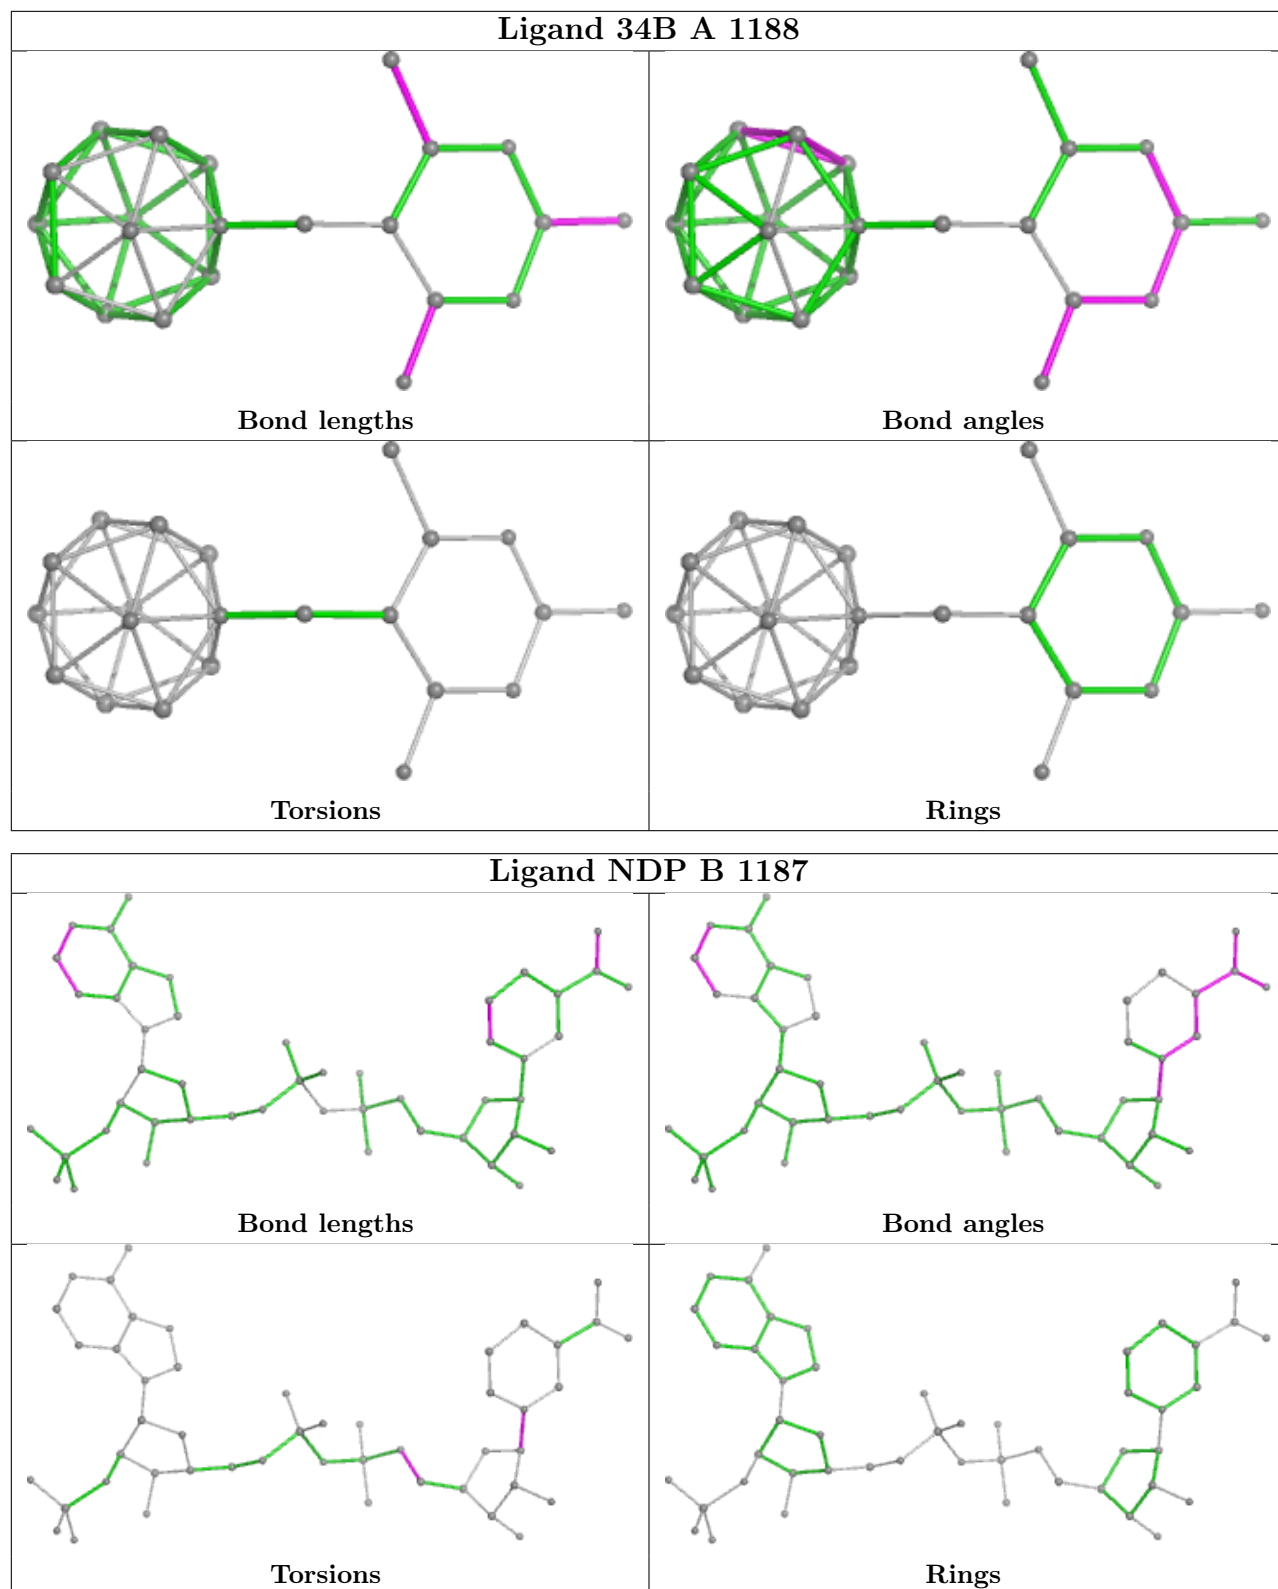 Ligand 34B A 1188
Bond lengths
Bond angles
Torsions
Rings
Ligand NDP B 1187
Bond lengths
Bond angles
Torsions
Rings